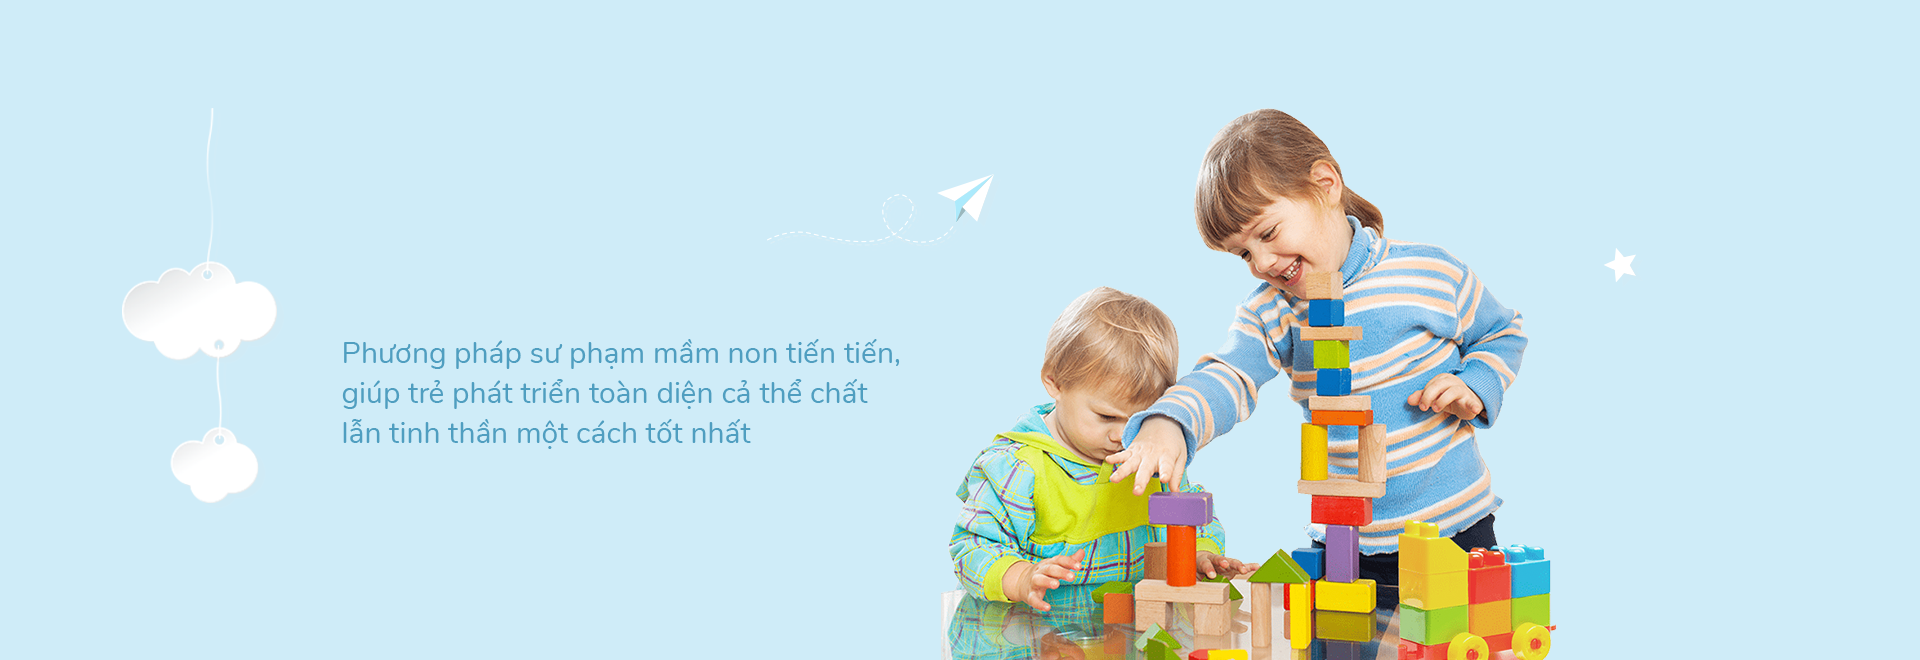 Phương pháp sư phạm mầm non tiến tiến,
giúp trẻ phát triển toàn diện cả thể chất
lẫn tinh thần một cách tốt nhất